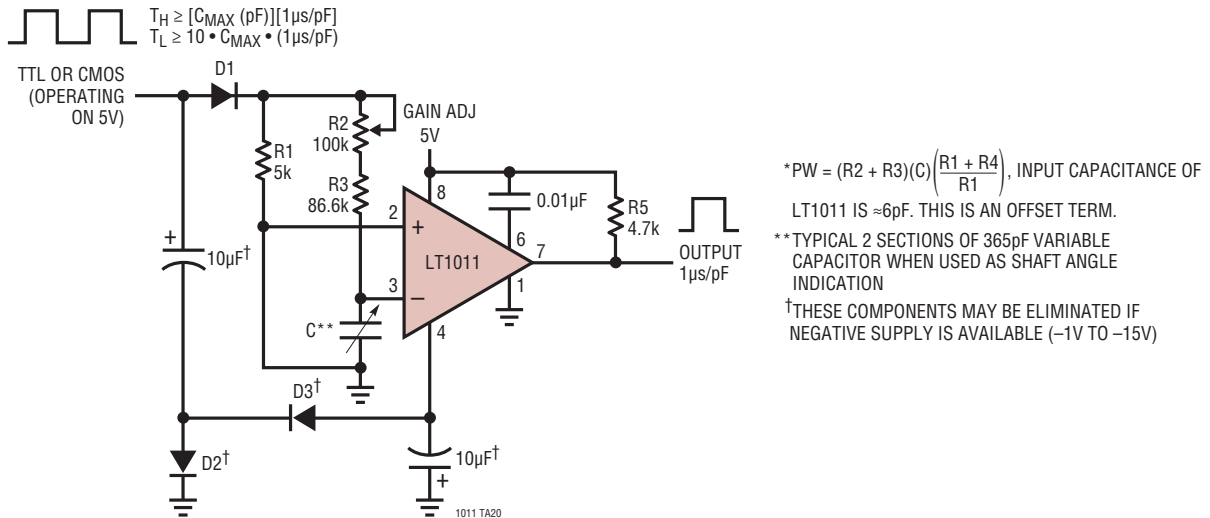 T_H ≥ [C_MAX (pF)][1µs/pF]
T_L ≥ 10 • C_MAX • (1µs/pF)
TTL OR CMOS
(OPERATING
ON 5V)
D1
R1
5k
R2
100k
GAIN ADJ
5V
R3
86.6k
2
+
3
–
LT1011
8
0.01µF
6
7
1
4
R5
4.7k
OUTPUT
1µs/pF
+
10µF†
C**
D3†
D2†
10µF†
+
1011 TA20
*PW = (R2 + R3)(C)(R1 + R4 / R1), INPUT CAPACITANCE OF
LT1011 IS ≈6pF. THIS IS AN OFFSET TERM.
**TYPICAL 2 SECTIONS OF 365pF VARIABLE
CAPACITOR WHEN USED AS SHAFT ANGLE
INDICATION
†THESE COMPONENTS MAY BE ELIMINATED IF
NEGATIVE SUPPLY IS AVAILABLE (–1V TO –15V)